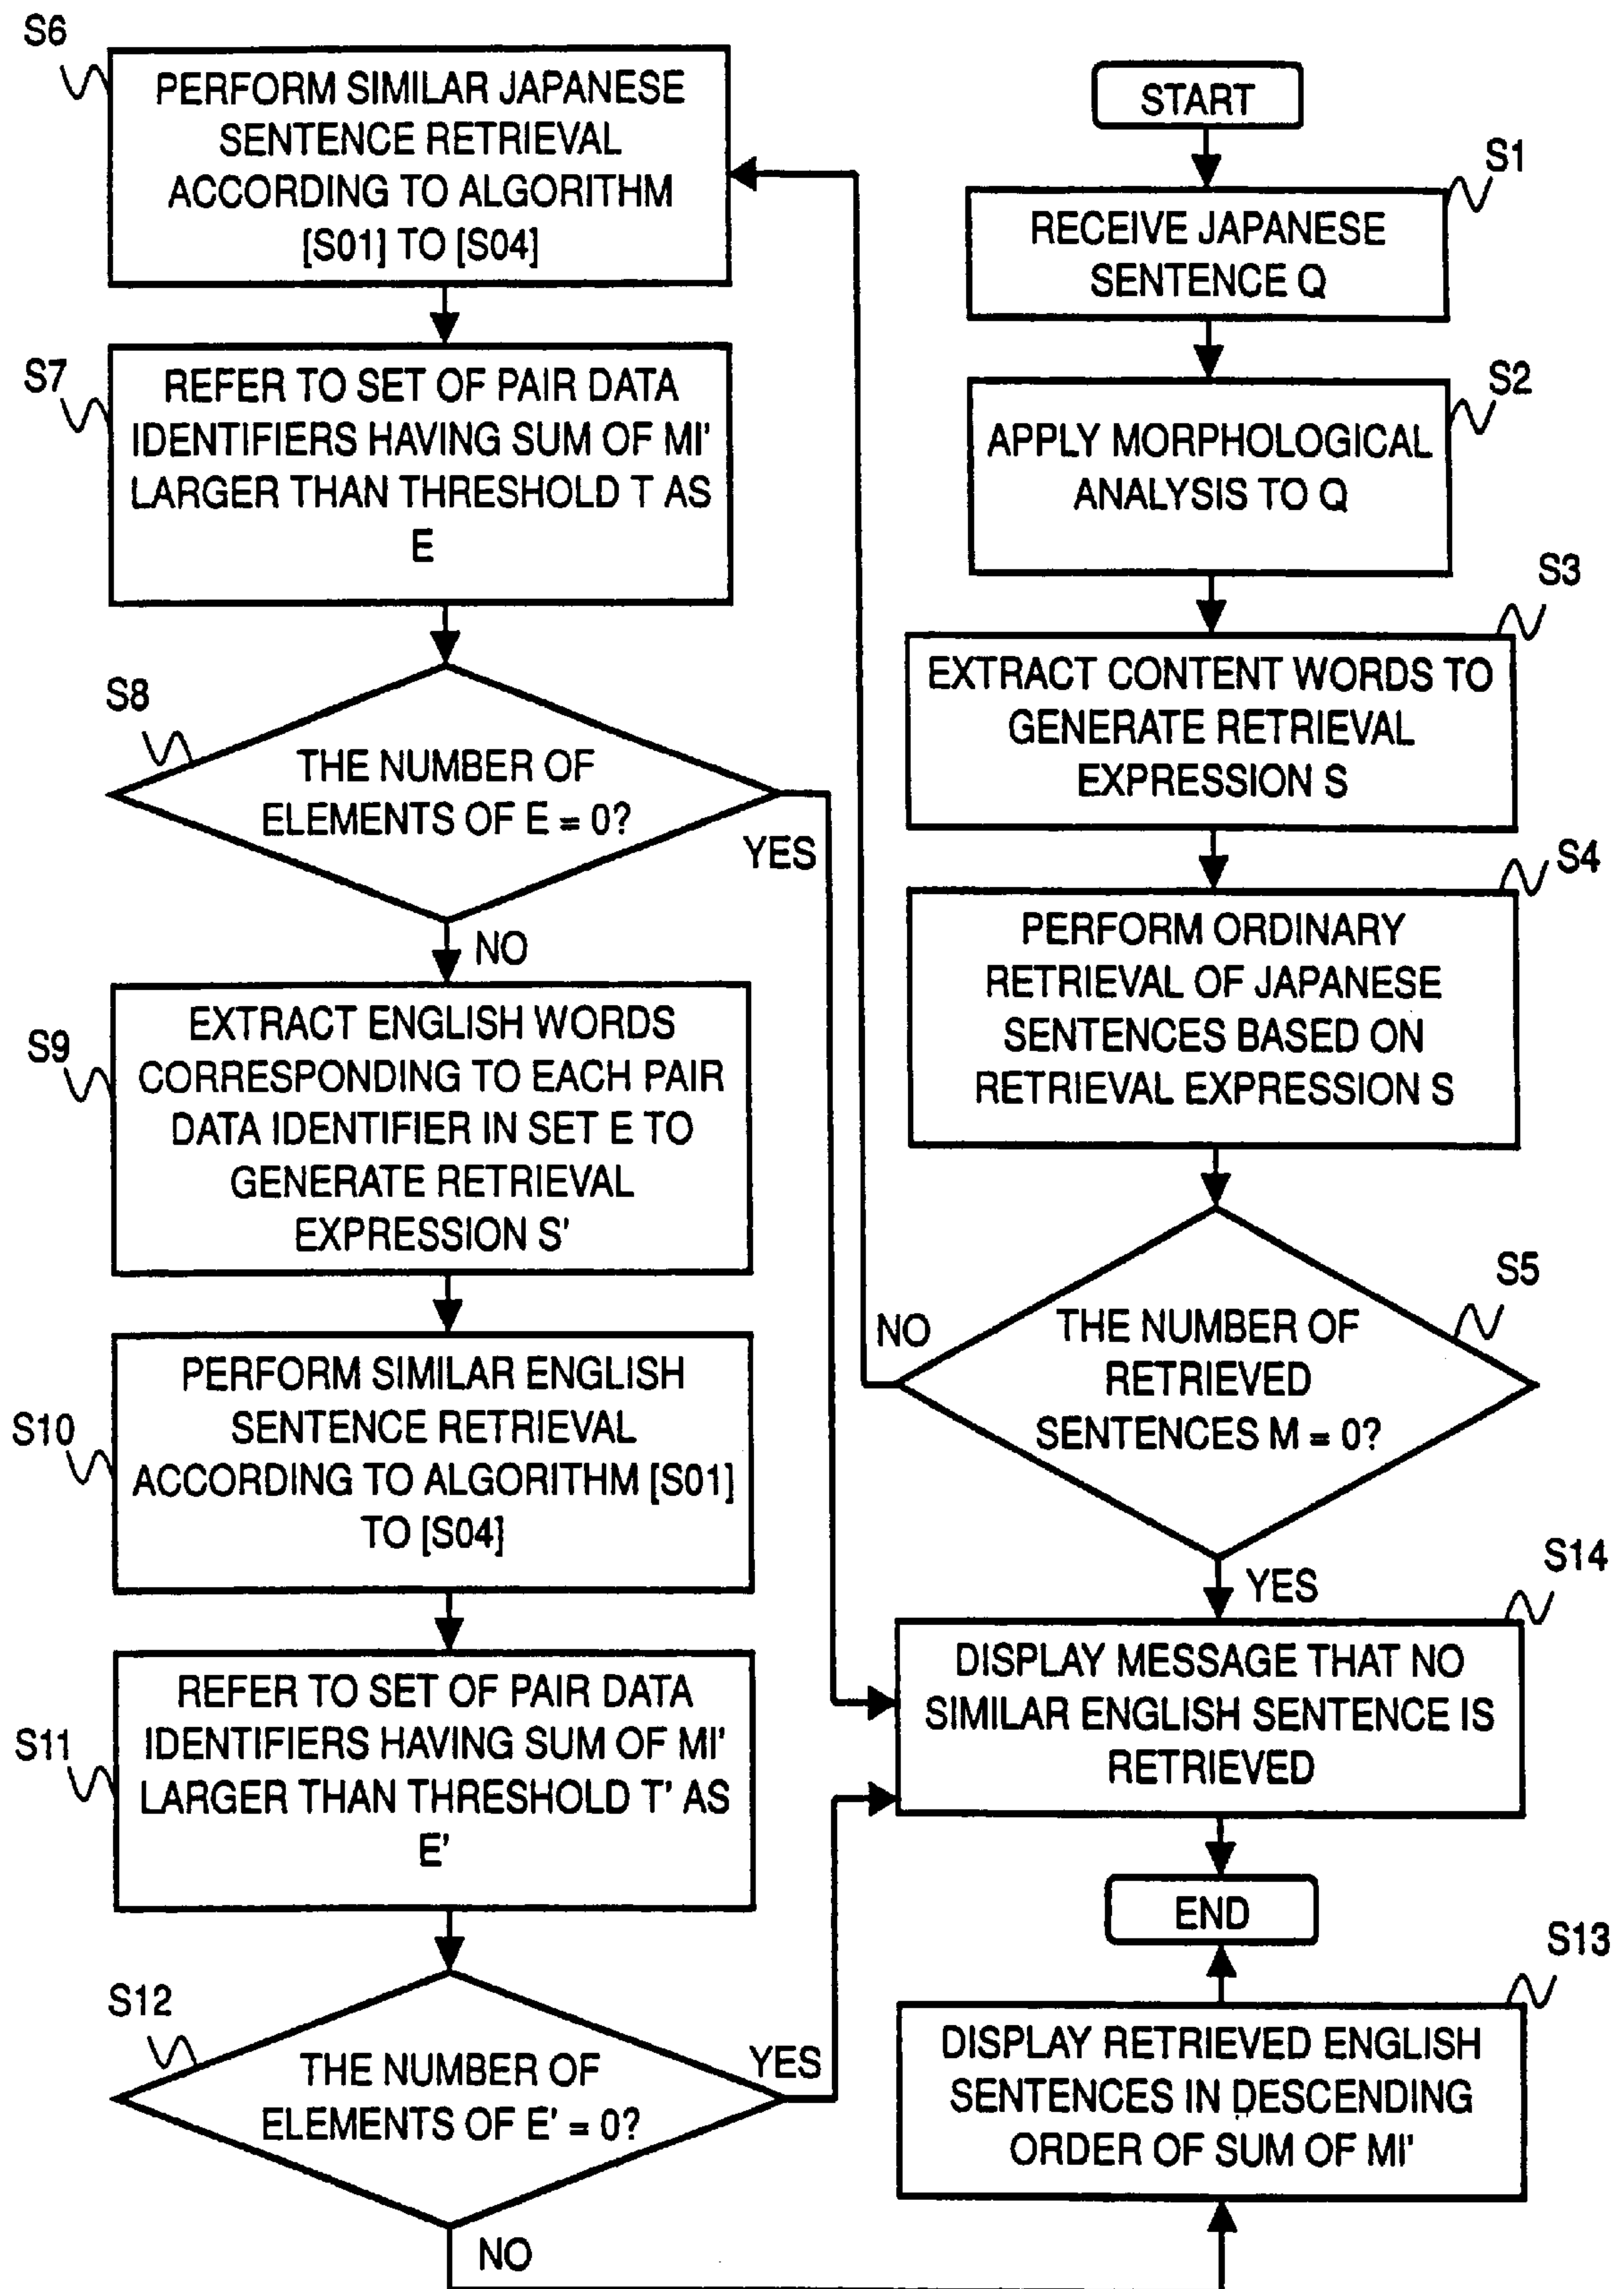 START
S1
RECEIVE JAPANESE
SENTENCE Q
S2
APPLY MORPHOLOGICAL
ANALYSIS TO Q
S3
EXTRACT CONTENT WORDS TO
GENERATE RETRIEVAL
EXPRESSION S
S4
PERFORM ORDINARY
RETRIEVAL OF JAPANESE
SENTENCES BASED ON
RETRIEVAL EXPRESSION S
S5
THE NUMBER OF
RETRIEVED
SENTENCES M = 0?
NO
YES
S6
PERFORM SIMILAR JAPANESE
SENTENCE RETRIEVAL
ACCORDING TO ALGORITHM
[S01] TO [S04]
S7
REFER TO SET OF PAIR DATA
IDENTIFIERS HAVING SUM OF MI'
LARGER THAN THRESHOLD T AS
E
S8
THE NUMBER OF
ELEMENTS OF E = 0?
YES
NO
S9
EXTRACT ENGLISH WORDS
CORRESPONDING TO EACH PAIR
DATA IDENTIFIER IN SET E TO
GENERATE RETRIEVAL
EXPRESSION S'
S10
PERFORM SIMILAR ENGLISH
SENTENCE RETRIEVAL
ACCORDING TO ALGORITHM [S01]
TO [S04]
S11
REFER TO SET OF PAIR DATA
IDENTIFIERS HAVING SUM OF MI'
LARGER THAN THRESHOLD T' AS
E'
S12
THE NUMBER OF
ELEMENTS OF E' = 0?
YES
NO
S14
DISPLAY MESSAGE THAT NO
SIMILAR ENGLISH SENTENCE IS
RETRIEVED
END
S13
DISPLAY RETRIEVED ENGLISH
SENTENCES IN DESCENDING
ORDER OF SUM OF MI'